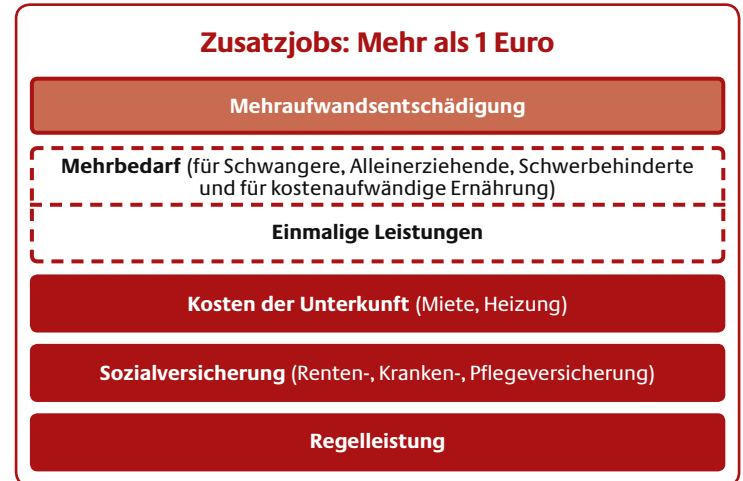 Zusatzjobs: Mehr als 1 Euro
Mehraufwandsentschädigung
Mehrbedarf (für Schwangere, Alleinerziehende, Schwerbehinderte
und für kostenaufwändige Ernährung)
Einmalige Leistungen
Kosten der Unterkunft (Miete, Heizung)
Sozialversicherung (Renten-, Kranken-, Pflegeversicherung)
Regelleistung